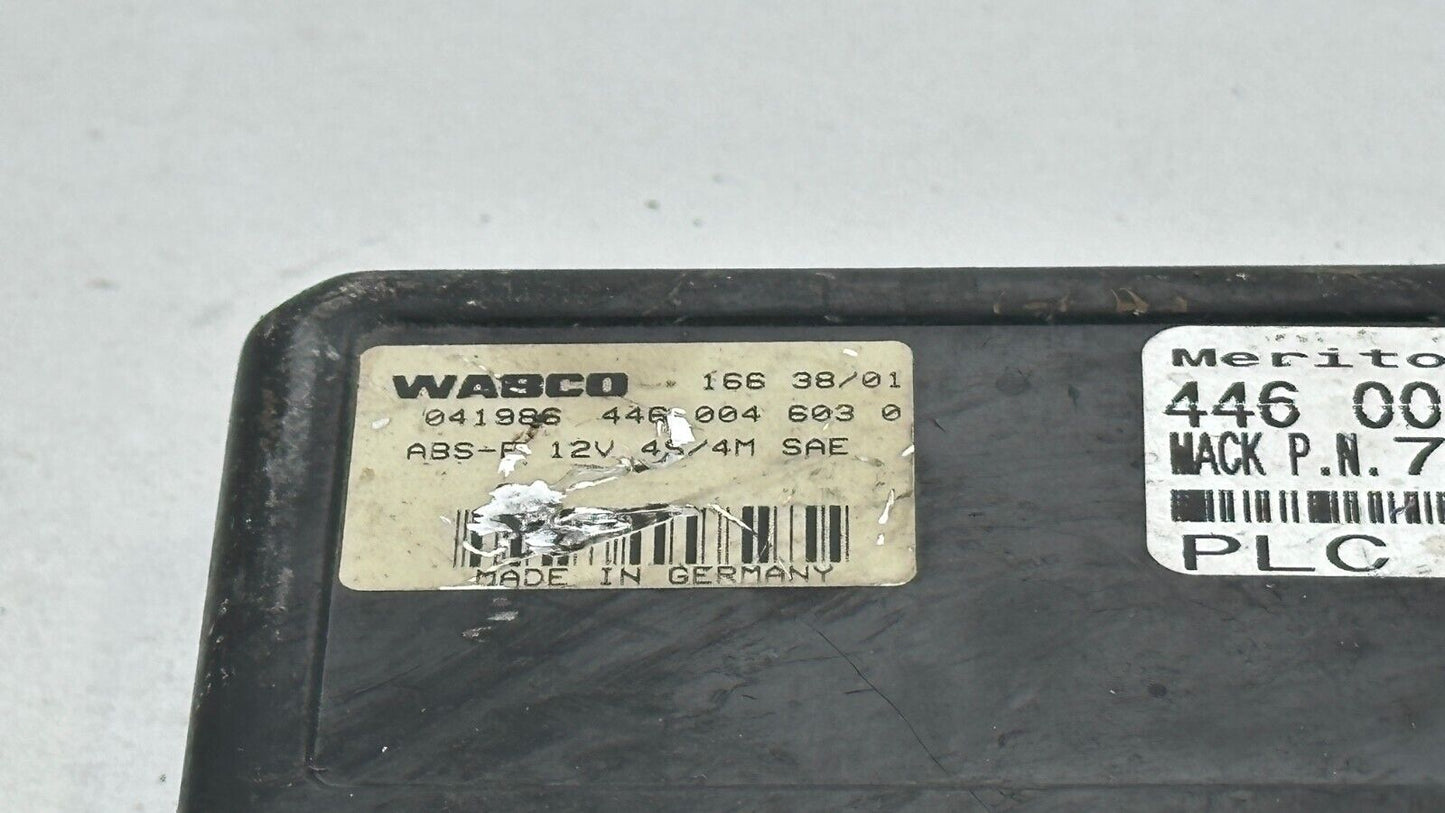 WABCO 166 38/01
041986 446 004 603 0
12V 4S/4M SAE
MADE IN GERMANY
Merito
446 00
MACK P.N. 7
PLC